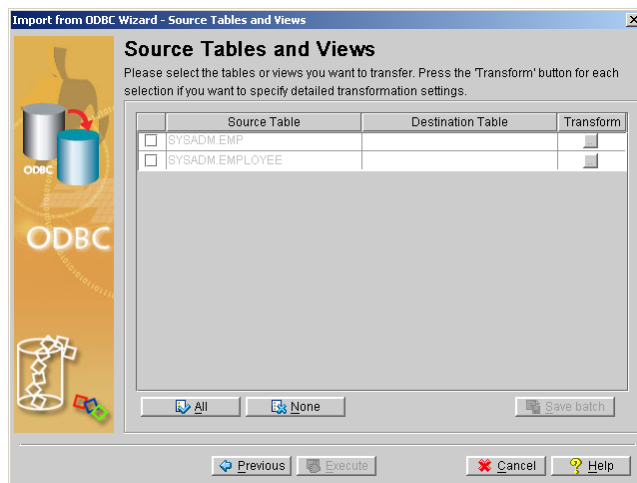 Import from ODBC Wizard - Source Tables and Views
Source Tables and Views
Please select the tables or views you want to transfer. Press the 'Transform' button for each
selection if you want to specify detailed transformation settings.
Source Table Destination Table Transform
SYSADM.EMP ...
SYSADM.EMPLOYEE ...
ODBC
ODBC
All None Save batch
Previous Execute Cancel Help